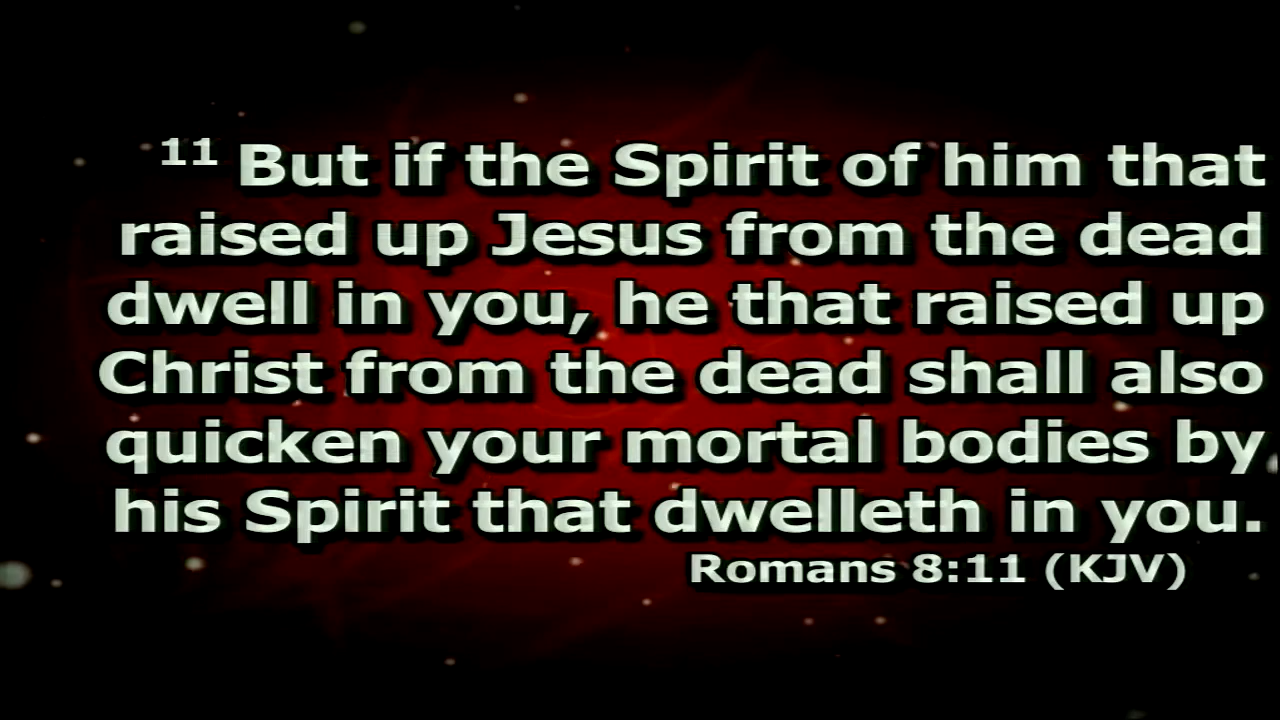 11 But if the Spirit of him that
raised up Jesus from the dead
dwell in you, he that raised up
Christ from the dead shall also
quicken your mortal bodies by
his Spirit that dwelleth in you.
Romans 8:11 (KJV)